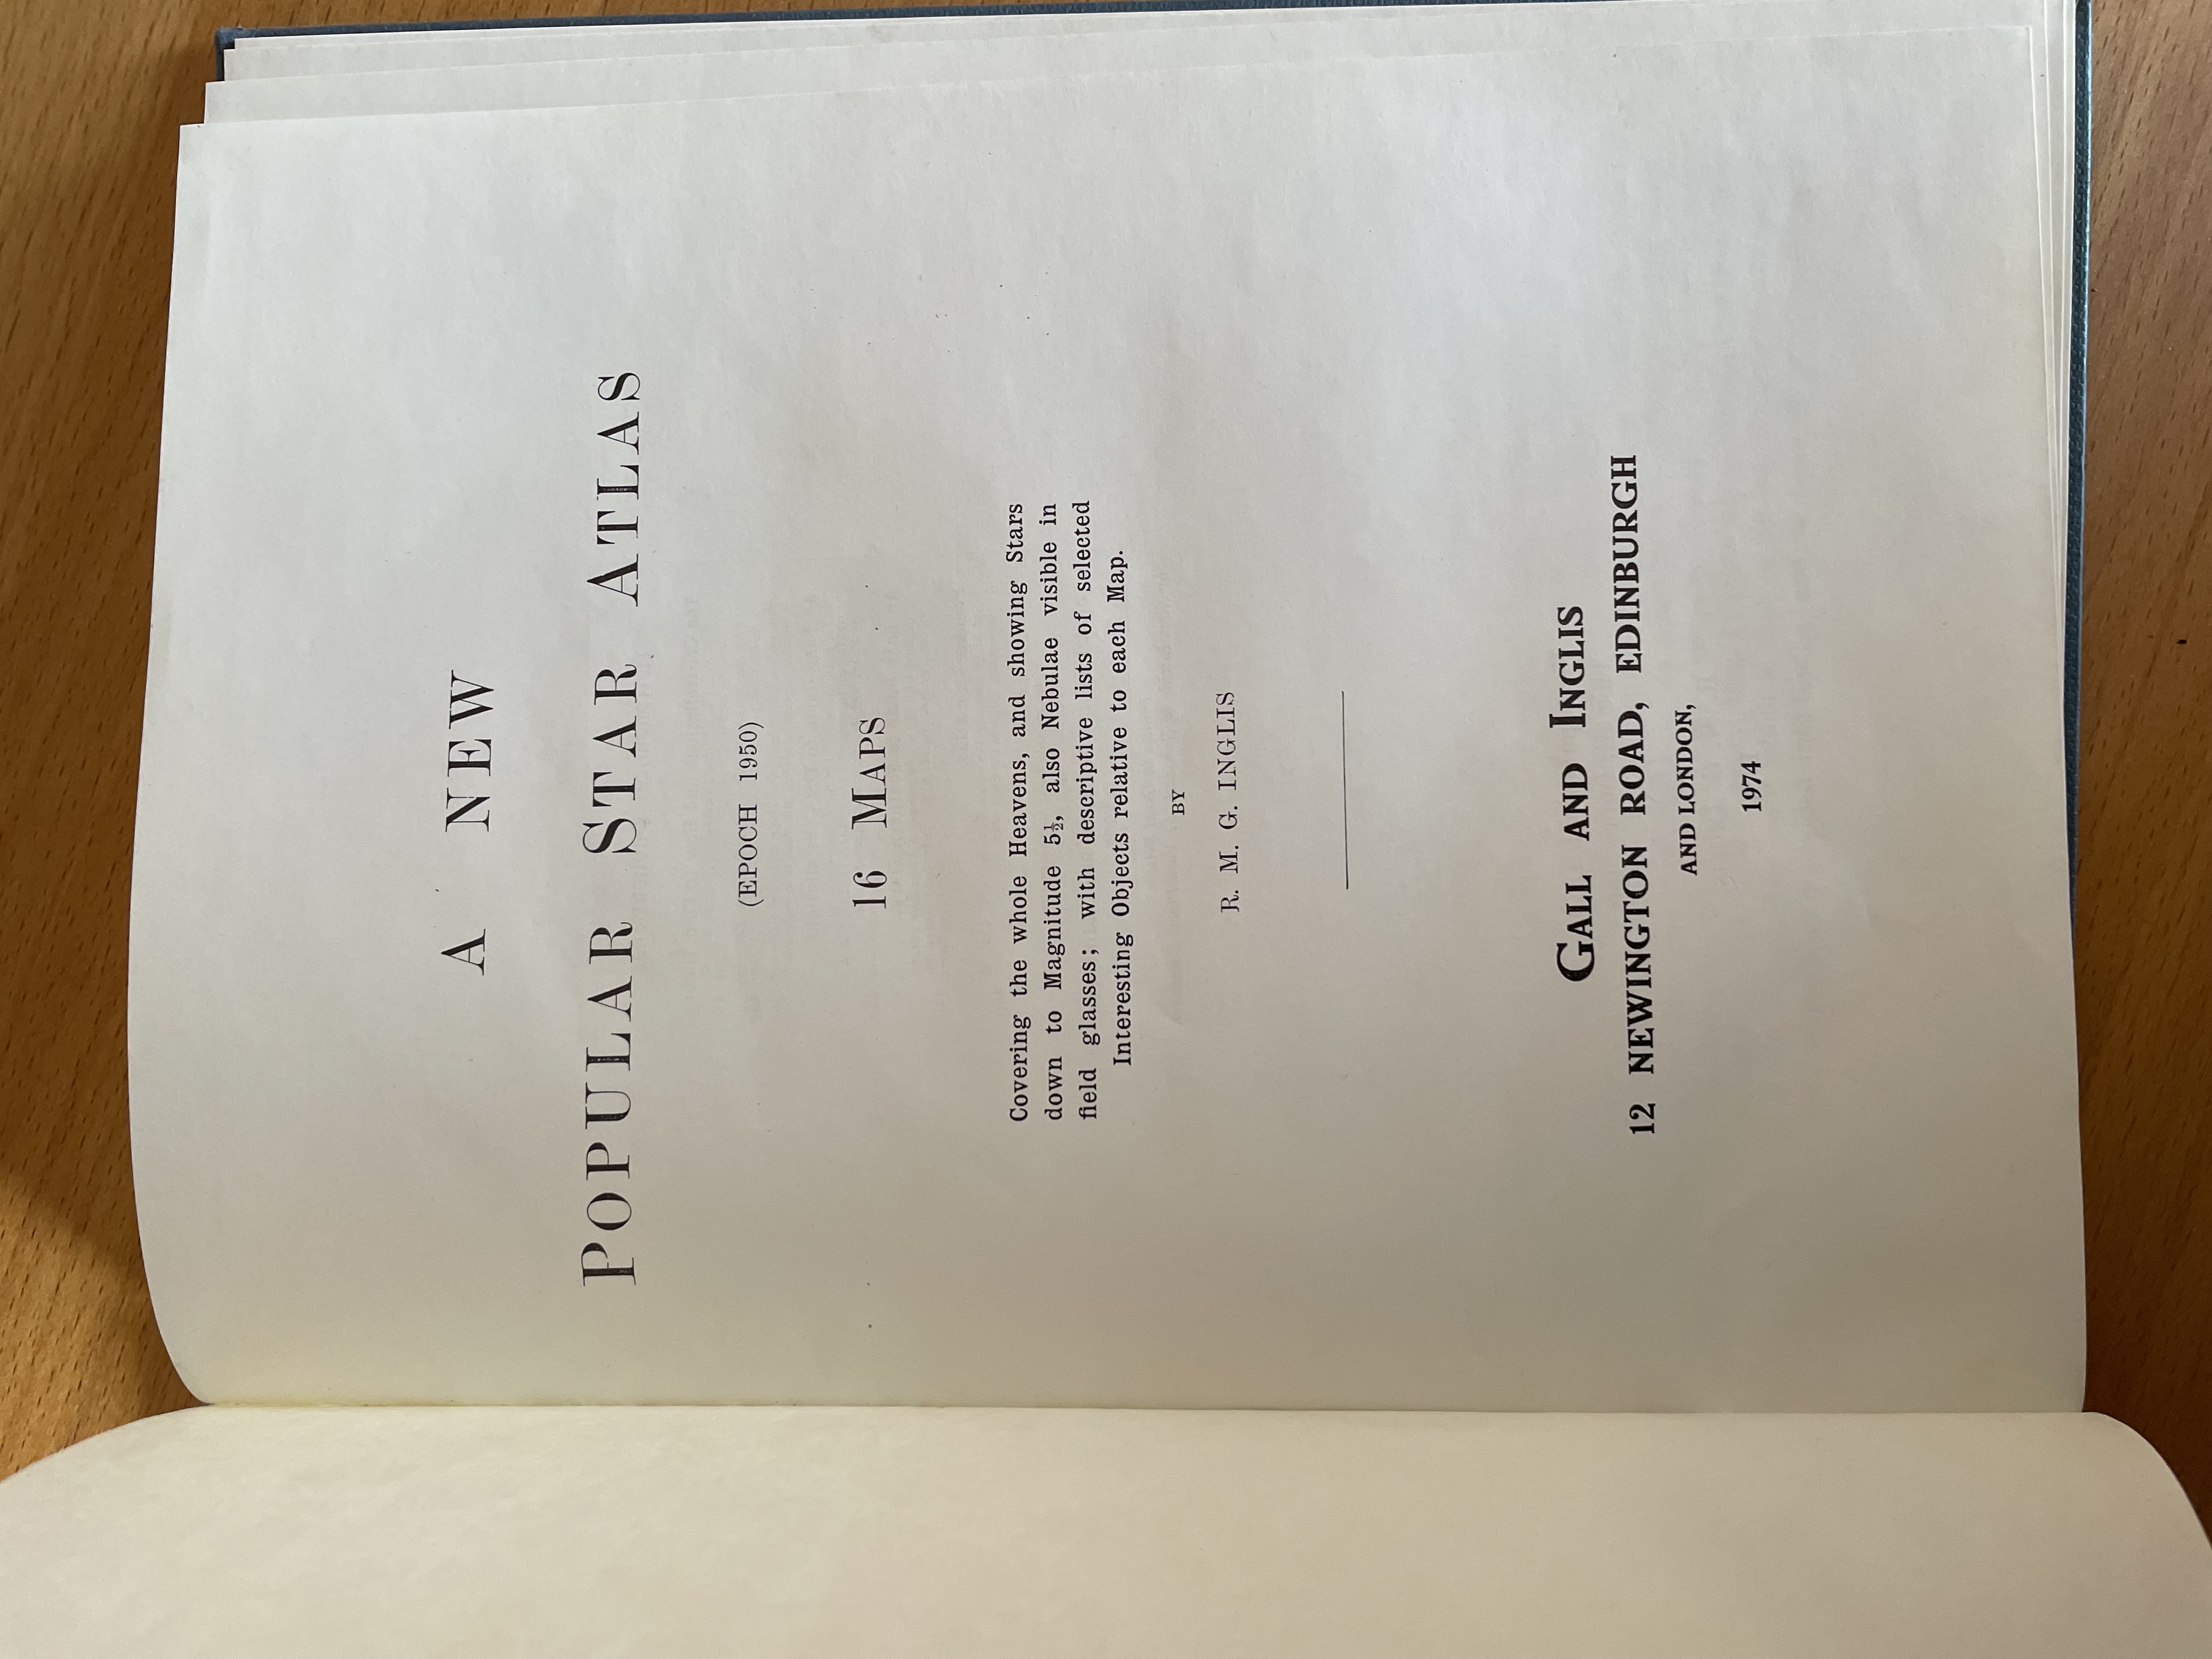 A NEW
POPULAR STAR ATLAS
(EPOCH 1950)
16 MAPS
Covering the whole Heavens, and showing Stars
down to Magnitude 5½, also Nebulae visible in
field glasses; with descriptive lists of selected
Interesting Objects relative to each Map.
BY
R. M. G. INGLIS
GALL AND INGLIS
12 NEWINGTON ROAD, EDINBURGH
AND LONDON,
1974